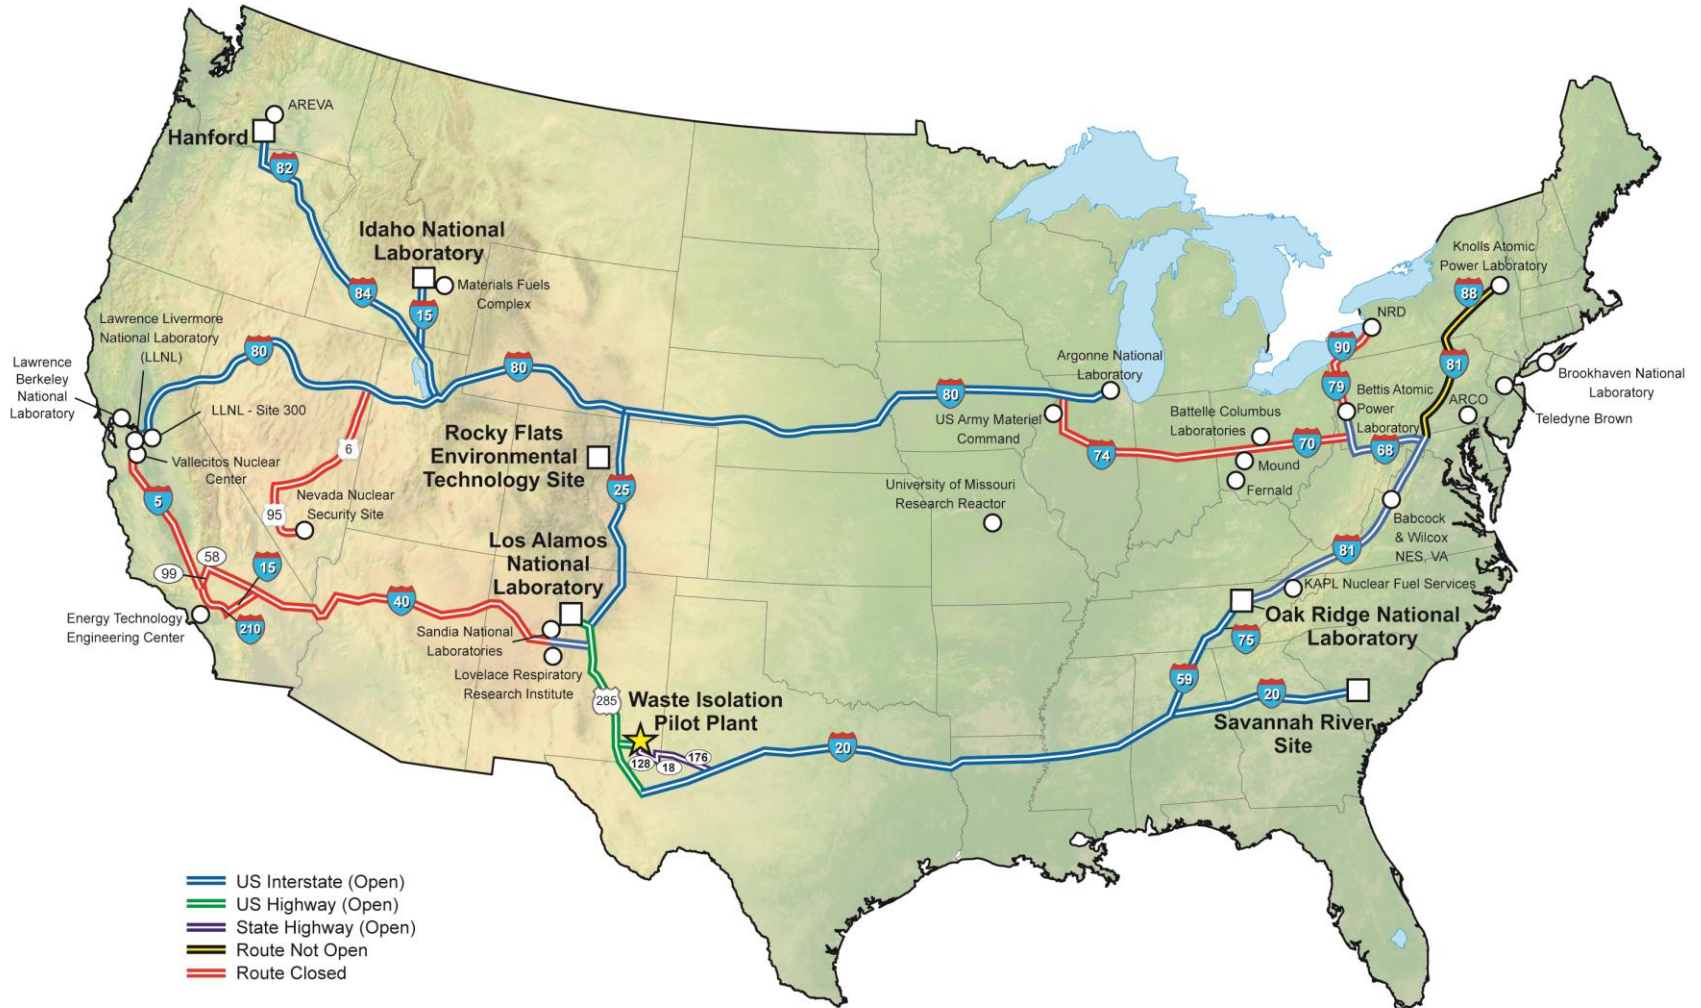 AREVA
Hanford
82
Idaho National
Laboratory
Materials Fuels
Complex
84
15
Lawrence Livermore
National Laboratory
(LLNL)
80
80
Lawrence
Berkeley
National
Laboratory
LLNL - Site 300
Vallecitos Nuclear
Center
6
5
95
Nevada Nuclear
Security Site
58
99
15
Energy Technology
Engineering Center
210
40
Rocky Flats
Environmental
Technology Site
25
Los Alamos
National
Laboratory
Sandia National
Laboratories
Lovelace Respiratory
Research Institute
285
Waste Isolation
Pilot Plant
128
18
176
20
80
Argonne National
Laboratory
US Army Materiel
Command
74
University of Missouri
Research Reactor
Battelle Columbus
Laboratories
70
Mound
Fernald
Knolls Atomic
Power Laboratory
88
NRD
90
79
81
Bettis Atomic
Power
Laboratory
68
ARCO
Brookhaven National
Laboratory
Teledyne Brown
Babcock
& Wilcox
NES, VA
81
KAPL Nuclear Fuel Services
Oak Ridge National
Laboratory
75
59
20
Savannah River
Site
US Interstate (Open)
US Highway (Open)
State Highway (Open)
Route Not Open
Route Closed